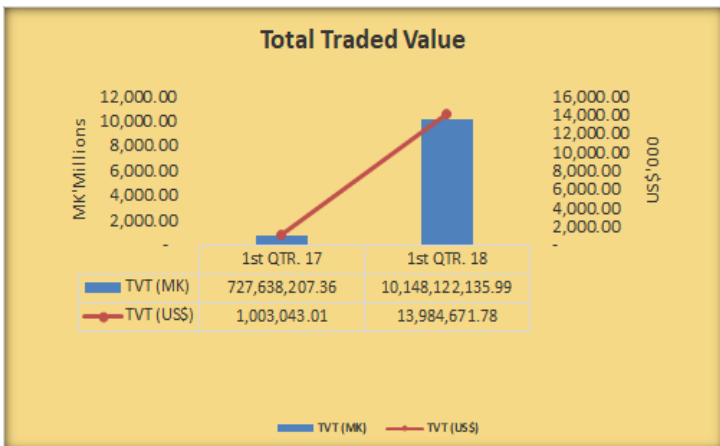 Total Traded Value
MK'Millions
12,000.00
10,000.00
8,000.00
6,000.00
4,000.00
2,000.00
-
16,000.00
14,000.00
12,000.00
10,000.00
8,000.00
6,000.00
4,000.00
2,000.00
-
US$'000
1st QTR. 17 1st QTR. 18
TVT (MK) 727,638,207.36 10,148,122,135.99
TVT (US$) 1,003,043.01 13,984,671.78
TVT (MK) TVT (US$)